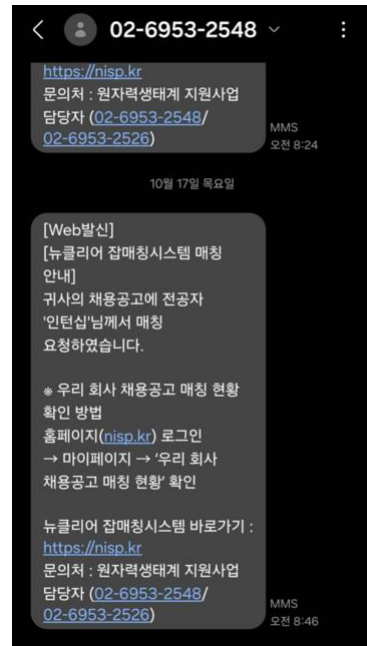 02-6953-2548
https://nisp.kr
문의처 : 원자력생태계 지원사업
담당자 (02-6953-2548/
02-6953-2526)
MMS
오전 8:24
10월 17일 목요일
[Web발신]
[뉴클리어 잡매칭시스템 매칭
안내]
귀사의 채용공고에 전공자
'인턴십'님께서 매칭
요청하였습니다.
※ 우리 회사 채용공고 매칭 현황
확인 방법
홈페이지(nisp.kr) 로그인
→ 마이페이지 → '우리 회사
채용공고 매칭 현황' 확인
뉴클리어 잡매칭시스템 바로가기 :
https://nisp.kr
문의처 : 원자력생태계 지원사업
담당자 (02-6953-2548/
02-6953-2526)
MMS
오전 8:46